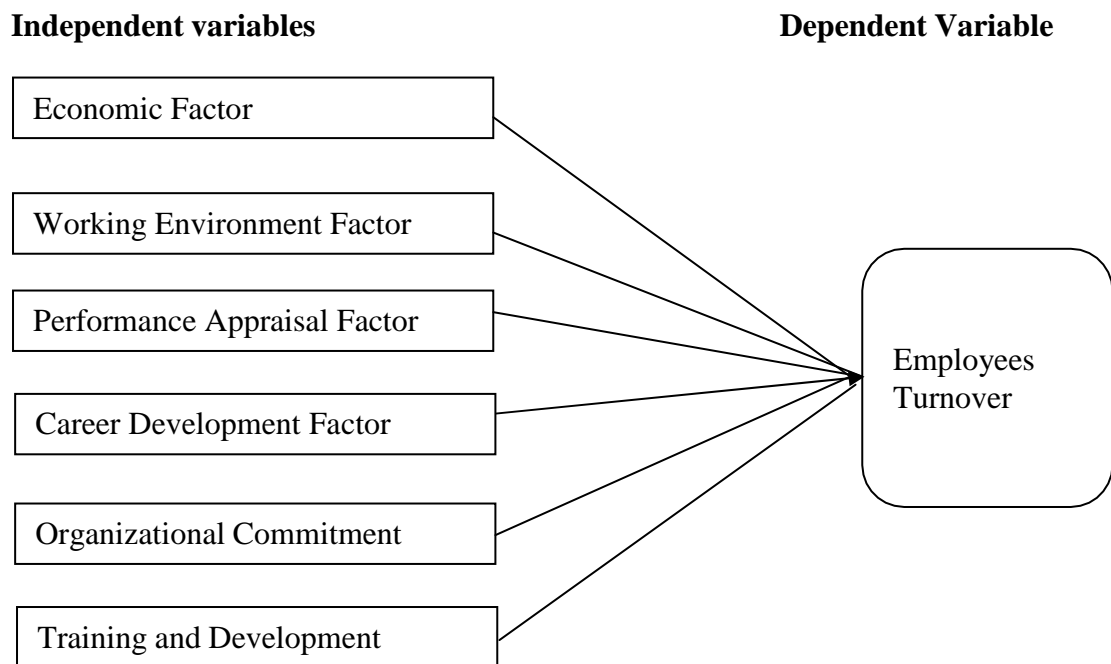 Independent variables
Dependent Variable
Economic Factor
Working Environment Factor
Performance Appraisal Factor
Career Development Factor
Organizational Commitment
Training and Development
Employees
Turnover